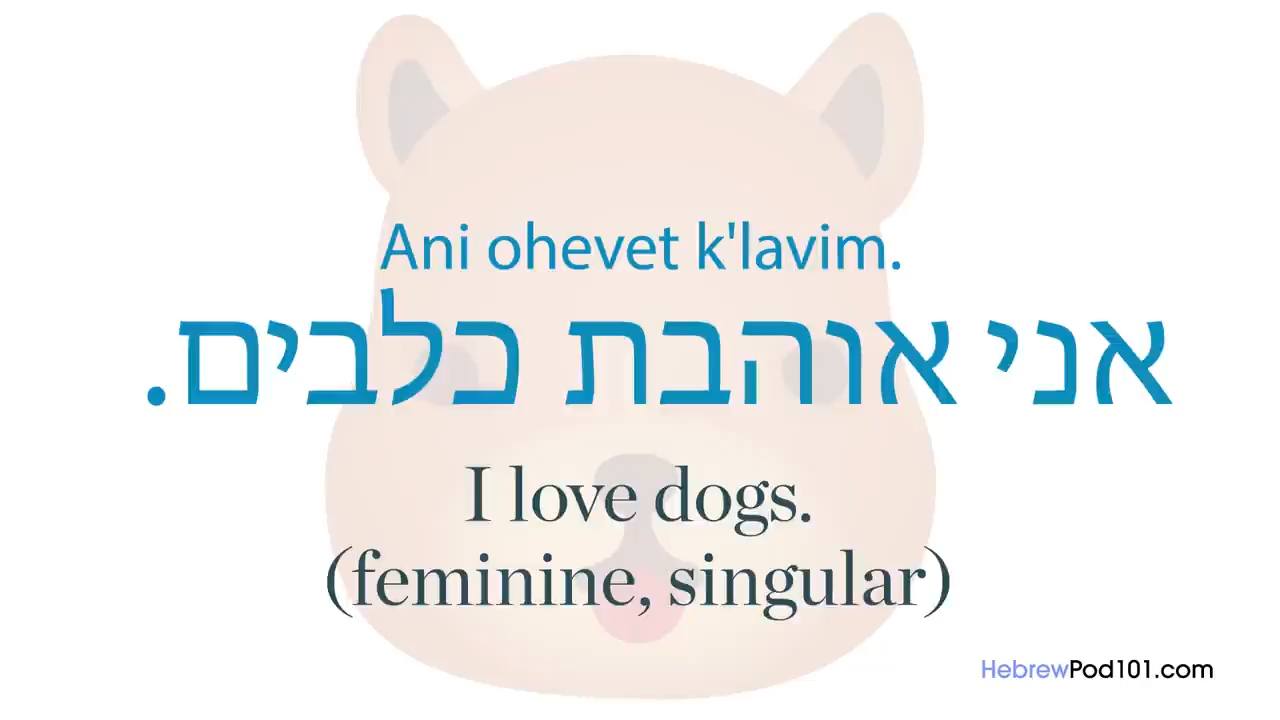 Ani ohevet k'lavim.
אני אוהבת כלבים.
I love dogs.
(feminine, singular)
HebrewPod101.com